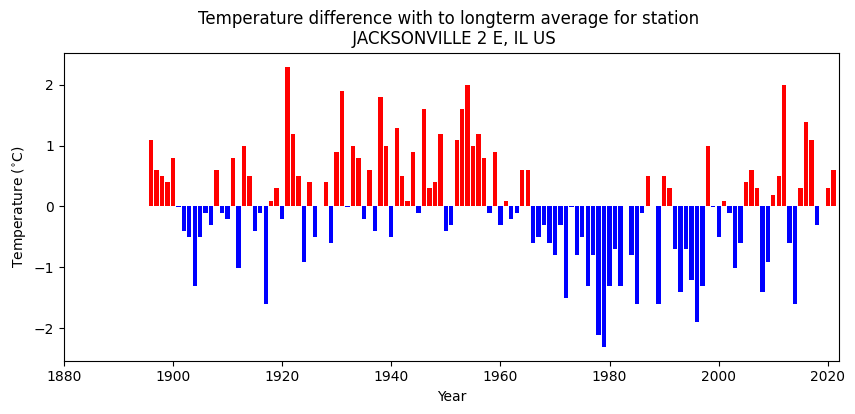 Temperature difference with to longterm average for station
JACKSONVILLE 2 E, IL US
Temperature (°C)
2
1
0
−1
−2
1880 1900 1920 1940 1960 1980 2000 2020
Year